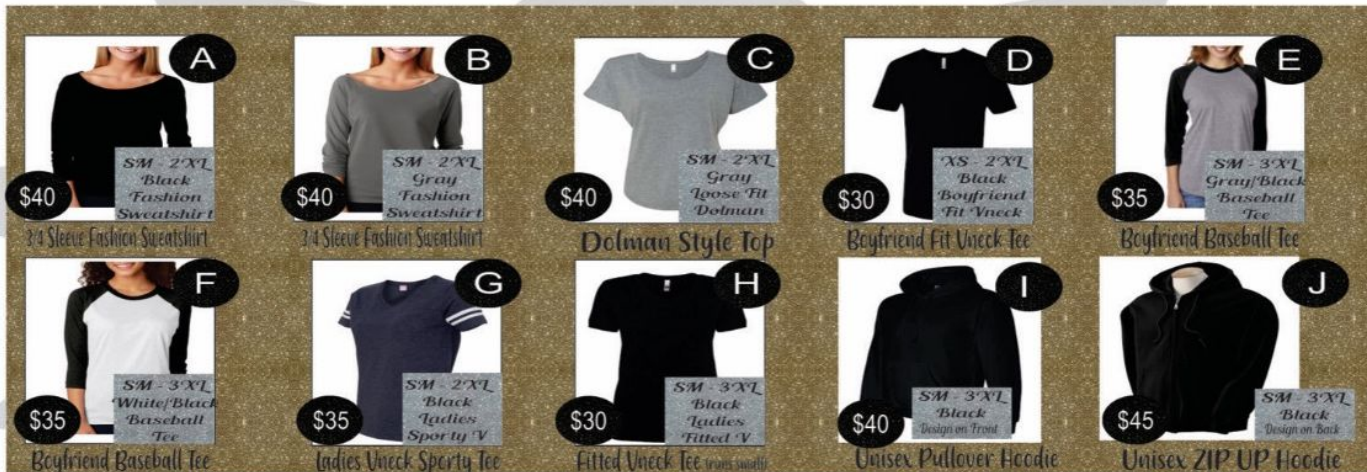 A
SM - 2XL
Black
Fashion
Sweatshirt
$40
3/4 Sleeve Fashion Sweatshirt
B
SM - 2XL
Gray
Fashion
Sweatshirt
$40
3/4 Sleeve Fashion Sweatshirt
C
SM - 2XL
Gray
Loose Fit
Dolman
$40
Dolman Style Top
D
XS - 2XL
Black
Boyfriend
Fit Vneck
$30
Boyfriend Fit Vneck Tee
E
SM - 3XL
Gray/Black
Baseball
Tee
$35
Boyfriend Baseball Tee
F
SM - 3XL
White/Black
Baseball
Tee
$35
Boyfriend Baseball Tee
G
SM - 2XL
Black
Ladies
Sporty V
$35
Ladies Vneck Sporty Tee
H
SM - 3XL
Black
Ladies
Fitted V
$30
Fitted Vneck Tee (runs small)
I
SM - 3XL
Black
Design on Front
$40
Unisex Pullover Hoodie
J
SM - 3XL
Black
Design on Back
$45
Unisex ZIP UP Hoodie